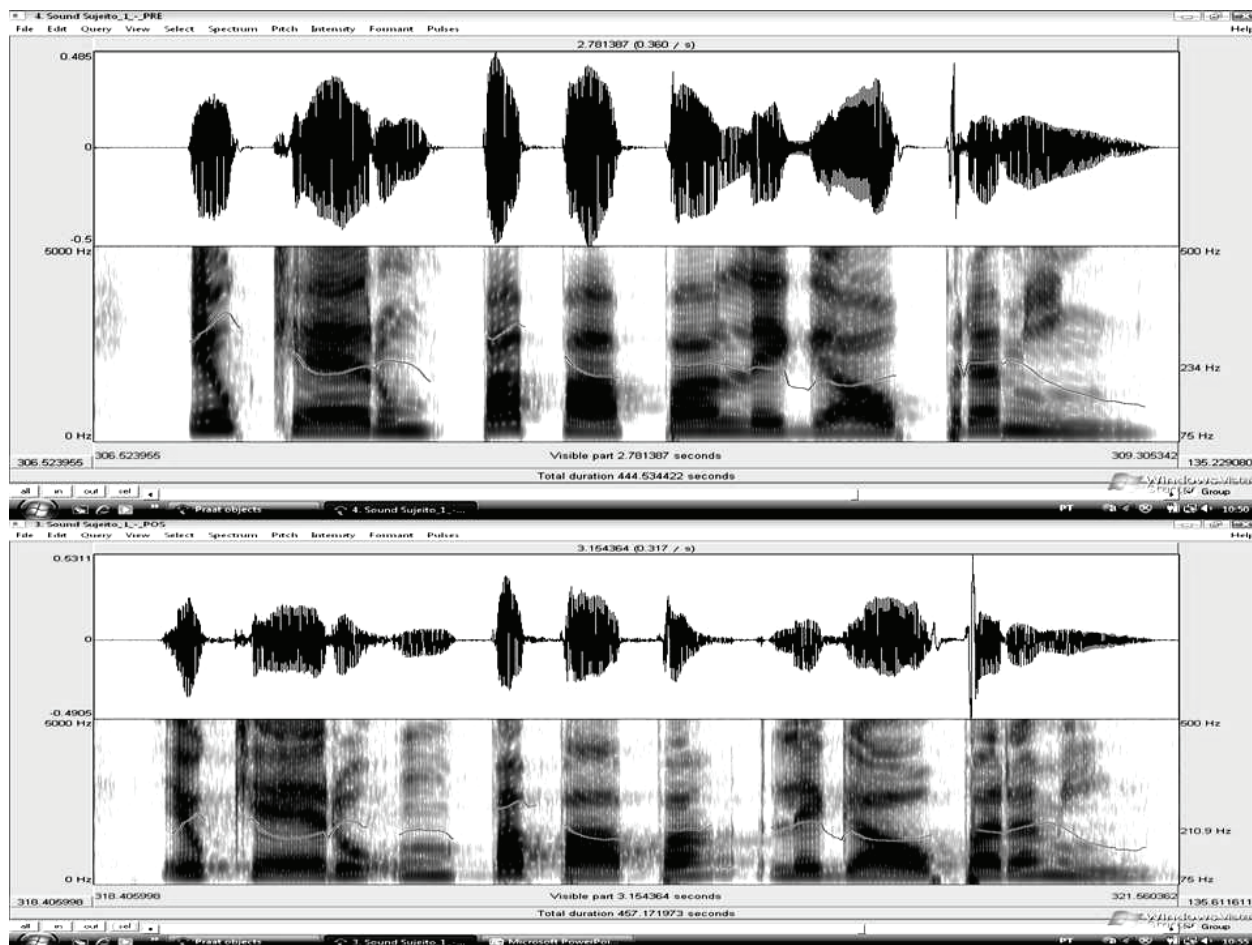 4. Sound Sujeito_1_-_PRE
File Edit Query View Select Spectrum Pitch Intensity Formant Pulses Help
2.781387 (0.360 / s)
0.485
0
-0.5
5000 Hz 500 Hz
234 Hz
0 Hz 75 Hz
306.523955 306.523955 Visible part 2.781387 seconds 309.305342 135.229080
Total duration 444.534422 seconds
all in out sel Windows Vista Group
Praat objects 4. Sound Sujeito_1_-... PT 10:50
3. Sound Sujeito_1_-_POS
File Edit Query View Select Spectrum Pitch Intensity Formant Pulses Help
3.154364 (0.317 / s)
0.5311
0
-0.4905
5000 Hz 500 Hz
210.9 Hz
0 Hz 75 Hz
318.405998 318.405998 Visible part 3.154364 seconds 321.560362 135.611611
Total duration 457.171973 seconds
all in out sel Windows Vista Group
Praat objects 3. Sound Sujeito_1_-... Microsoft PowerPoi...